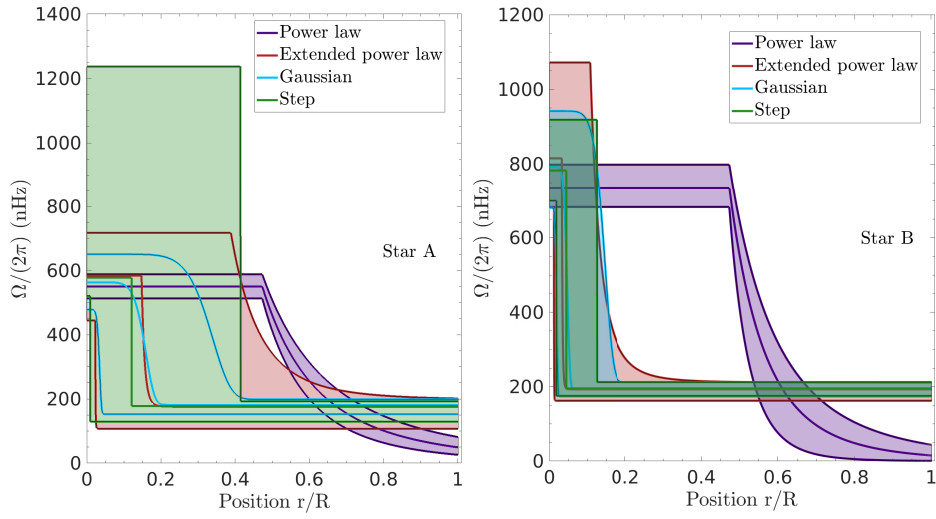 1400
1200
1000
800
600
400
200
0
0
0.2
0.4
0.6
0.8
1
Ω/(2π) (nHz)
Position r/R
Power law
Extended power law
Gaussian
Step
Star A
1200
1000
800
600
400
200
0
0
0.2
0.4
0.6
0.8
1
Ω/(2π) (nHz)
Position r/R
Power law
Extended power law
Gaussian
Step
Star B